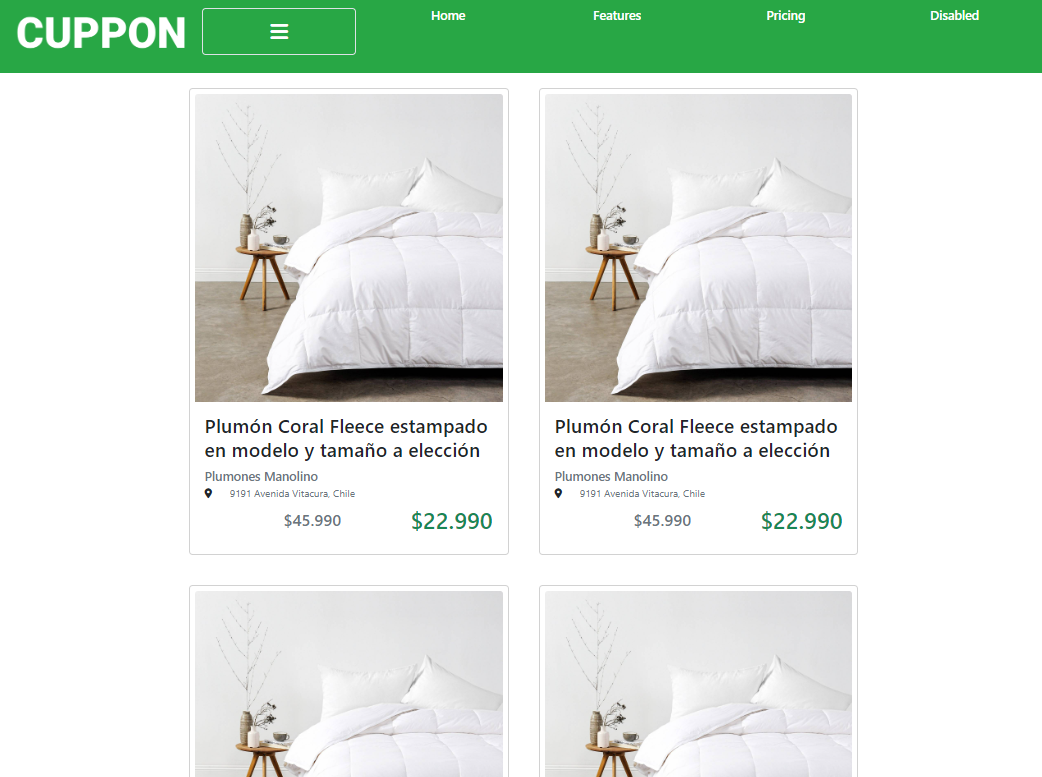 CUPPON
Home
Features
Pricing
Disabled
Plumón Coral Fleece estampado
en modelo y tamaño a elección
Plumones Manolino
9191 Avenida Vitacura, Chile
$45.990
$22.990
Plumón Coral Fleece estampado
en modelo y tamaño a elección
Plumones Manolino
9191 Avenida Vitacura, Chile
$45.990
$22.990